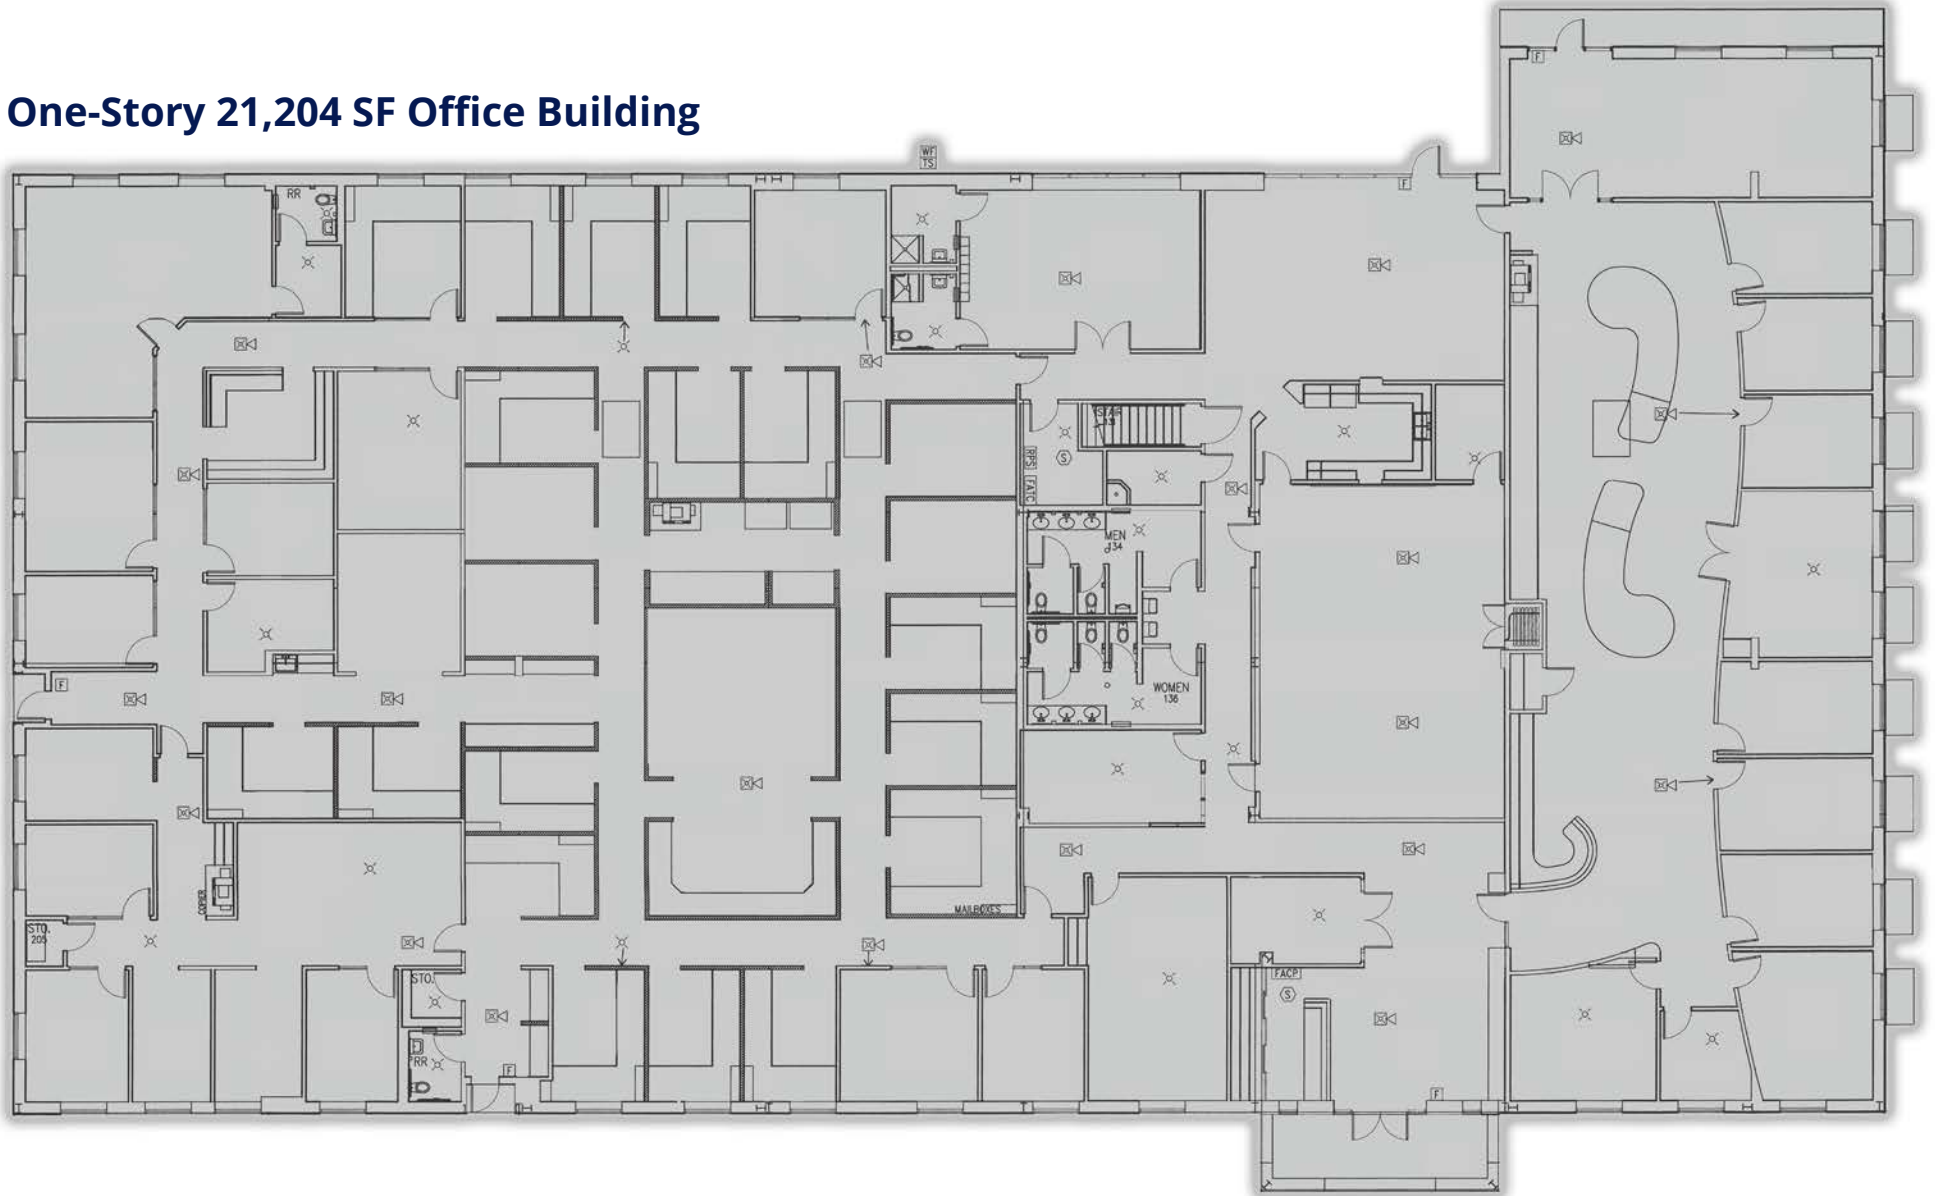 One-Story 21,204 SF Office Building
F
WF
TS
F
RR
STAIR
131
S
RPS
FATC
MEN
134
WOMEN
136
F
COPIER
MAILBOXES
STO.
205
STO.
FACP
S
RR
F
F